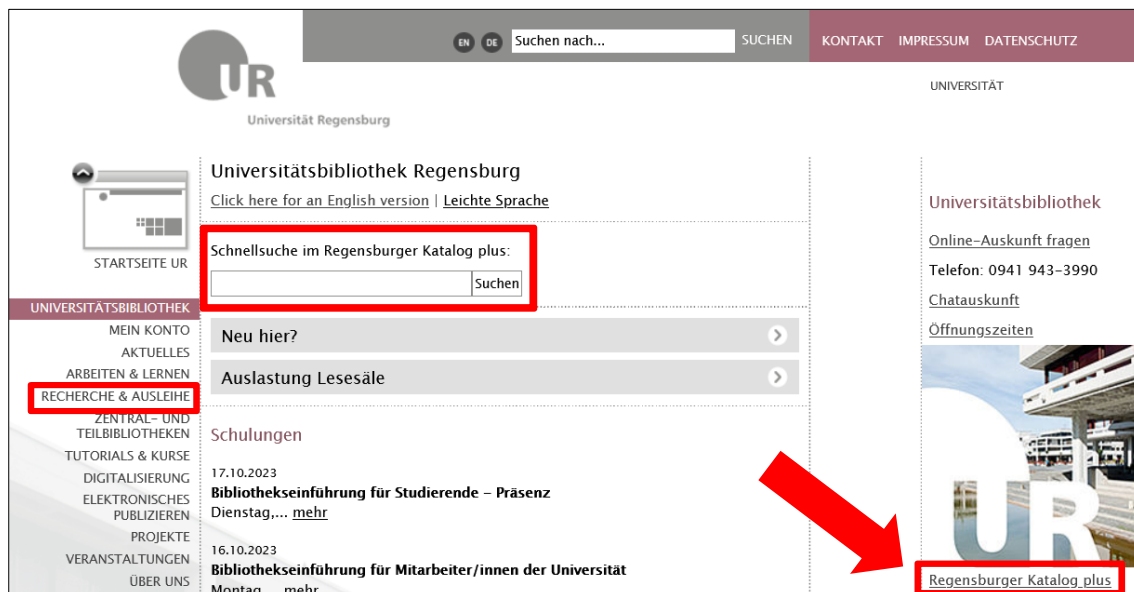 EN DE Suchen nach... SUCHEN KONTAKT IMPRESSUM DATENSCHUTZ
UR
Universität Regensburg
UNIVERSITÄT
STARTSEITE UR
UNIVERSITÄTSBIBLIOTHEK
MEIN KONTO
AKTUELLES
ARBEITEN & LERNEN
RECHERCHE & AUSLEIHE
ZENTRAL- UND
TEILBIBLIOTHEKEN
TUTORIALS & KURSE
DIGITALISIERUNG
ELEKTRONISCHES
PUBLIZIEREN
PROJEKTE
VERANSTALTUNGEN
ÜBER UNS
Universitätsbibliothek Regensburg
Click here for an English version | Leichte Sprache
Schnellsuche im Regensburger Katalog plus:
Suchen
Neu hier?
Auslastung Lesesäle
Schulungen
17.10.2023
Bibliothekseinführung für Studierende – Präsenz
Dienstag,... mehr
16.10.2023
Bibliothekseinführung für Mitarbeiter/innen der Universität
Montag,... mehr
Universitätsbibliothek
Online-Auskunft fragen
Telefon: 0941 943-3990
Chatauskunft
Öffnungszeiten
UR
Regensburger Katalog plus